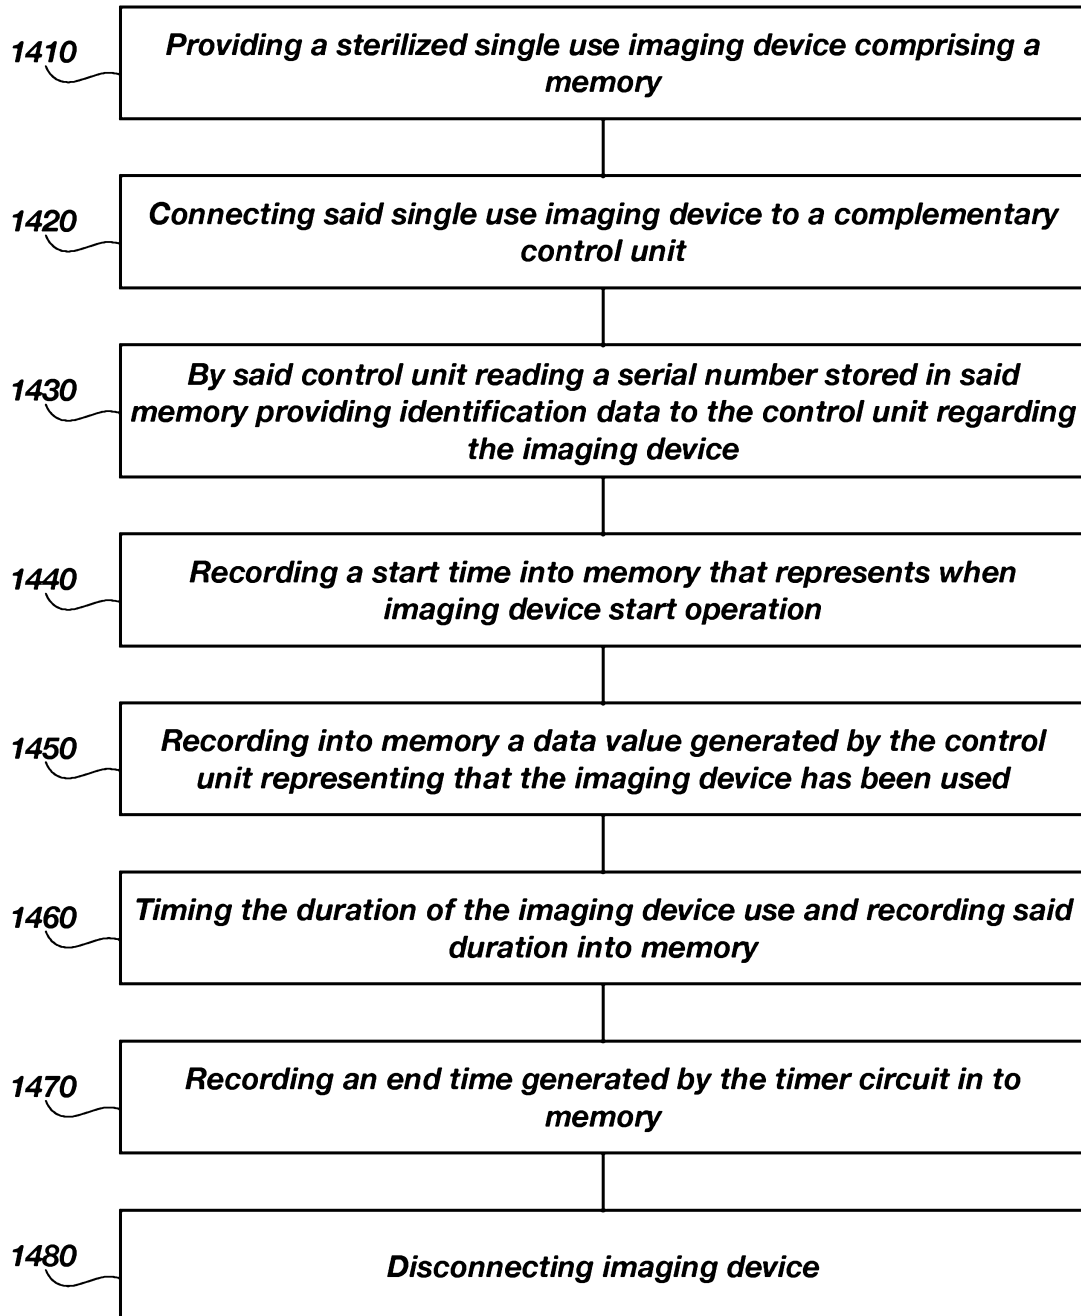 1410
Providing a sterilized single use imaging device comprising a
memory
1420
Connecting said single use imaging device to a complementary
control unit
1430
By said control unit reading a serial number stored in said
memory providing identification data to the control unit regarding
the imaging device
1440
Recording a start time into memory that represents when
imaging device start operation
1450
Recording into memory a data value generated by the control
unit representing that the imaging device has been used
1460
Timing the duration of the imaging device use and recording said
duration into memory
1470
Recording an end time generated by the timer circuit in to
memory
1480
Disconnecting imaging device